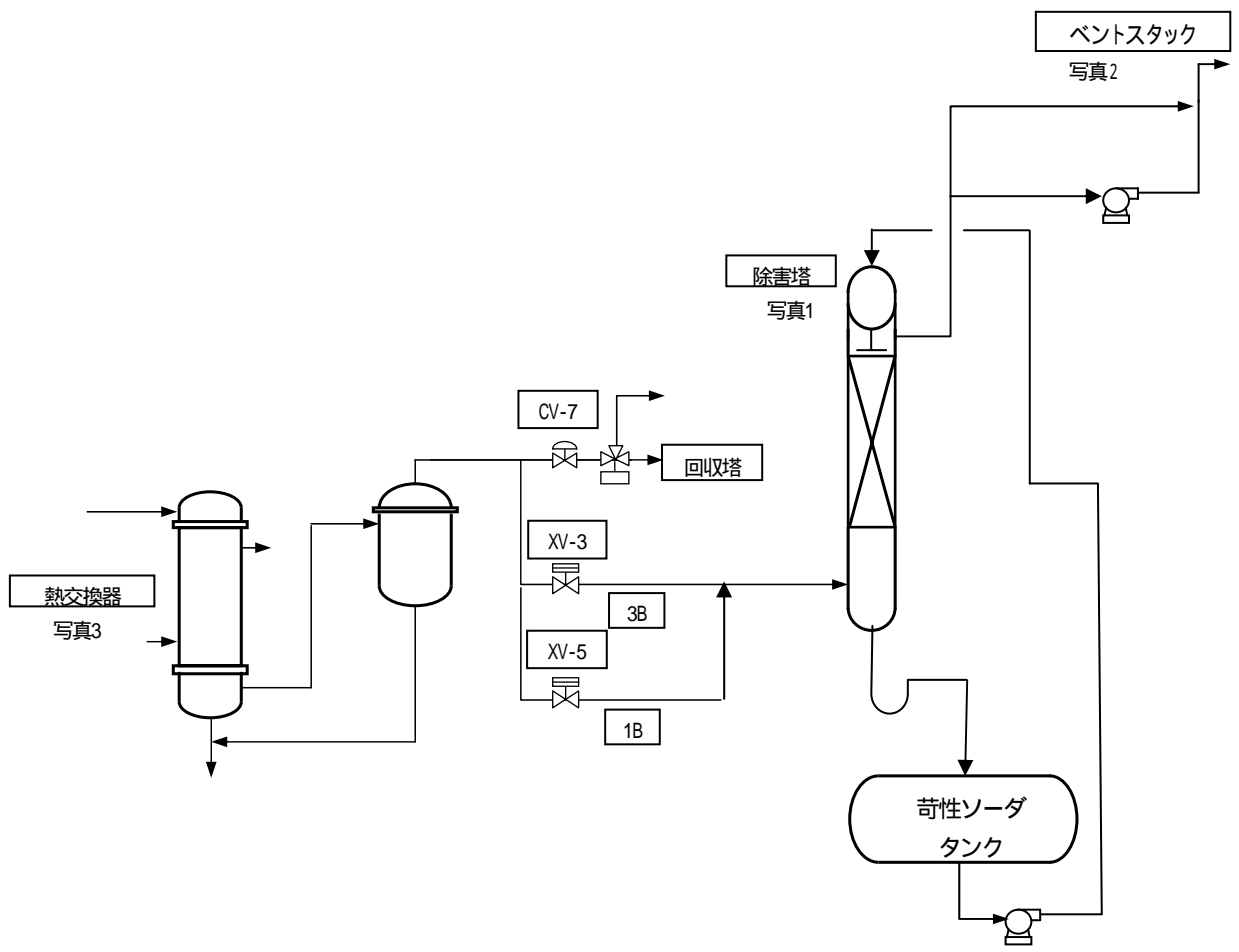 ベントスタック
写真2
除害塔
写真1
CV-7
回収塔
XV-3
熱交換器
写真3
3B
XV-5
1B
苛性ソーダ
タンク